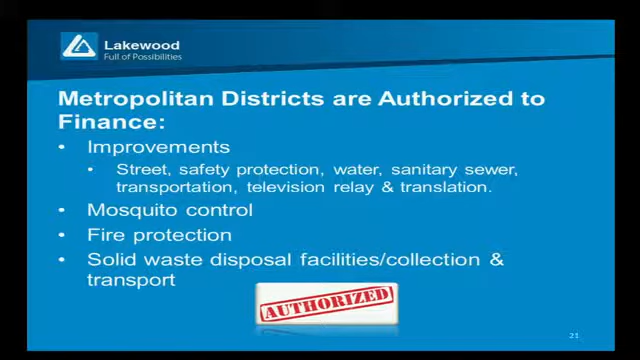 Lakewood
Full of Possibilities
Metropolitan Districts are Authorized to
Finance:
• Improvements
• Street, safety protection, water, sanitary sewer,
transportation, television relay & translation.
• Mosquito control
• Fire protection
• Solid waste disposal facilities/collection &
transport
AUTHORIZED
21